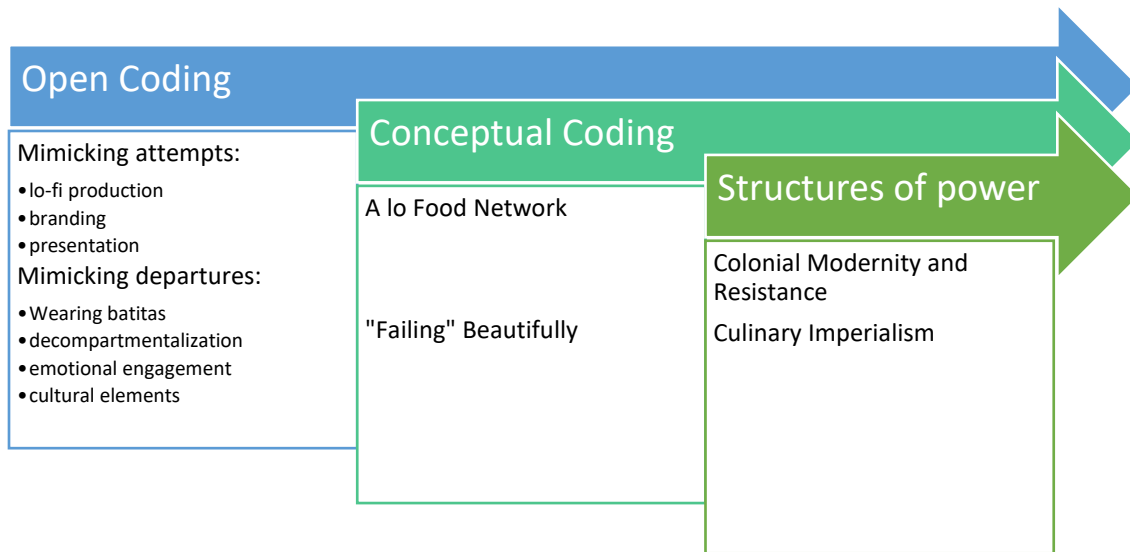 Open Coding
Mimicking attempts:
•lo-fi production
•branding
•presentation
Mimicking departures:
•Wearing batitas
•decompartmentalization
•emotional engagement
•cultural elements
Conceptual Coding
A lo Food Network
"Failing" Beautifully
Structures of power
Colonial Modernity and
Resistance
Culinary Imperialism